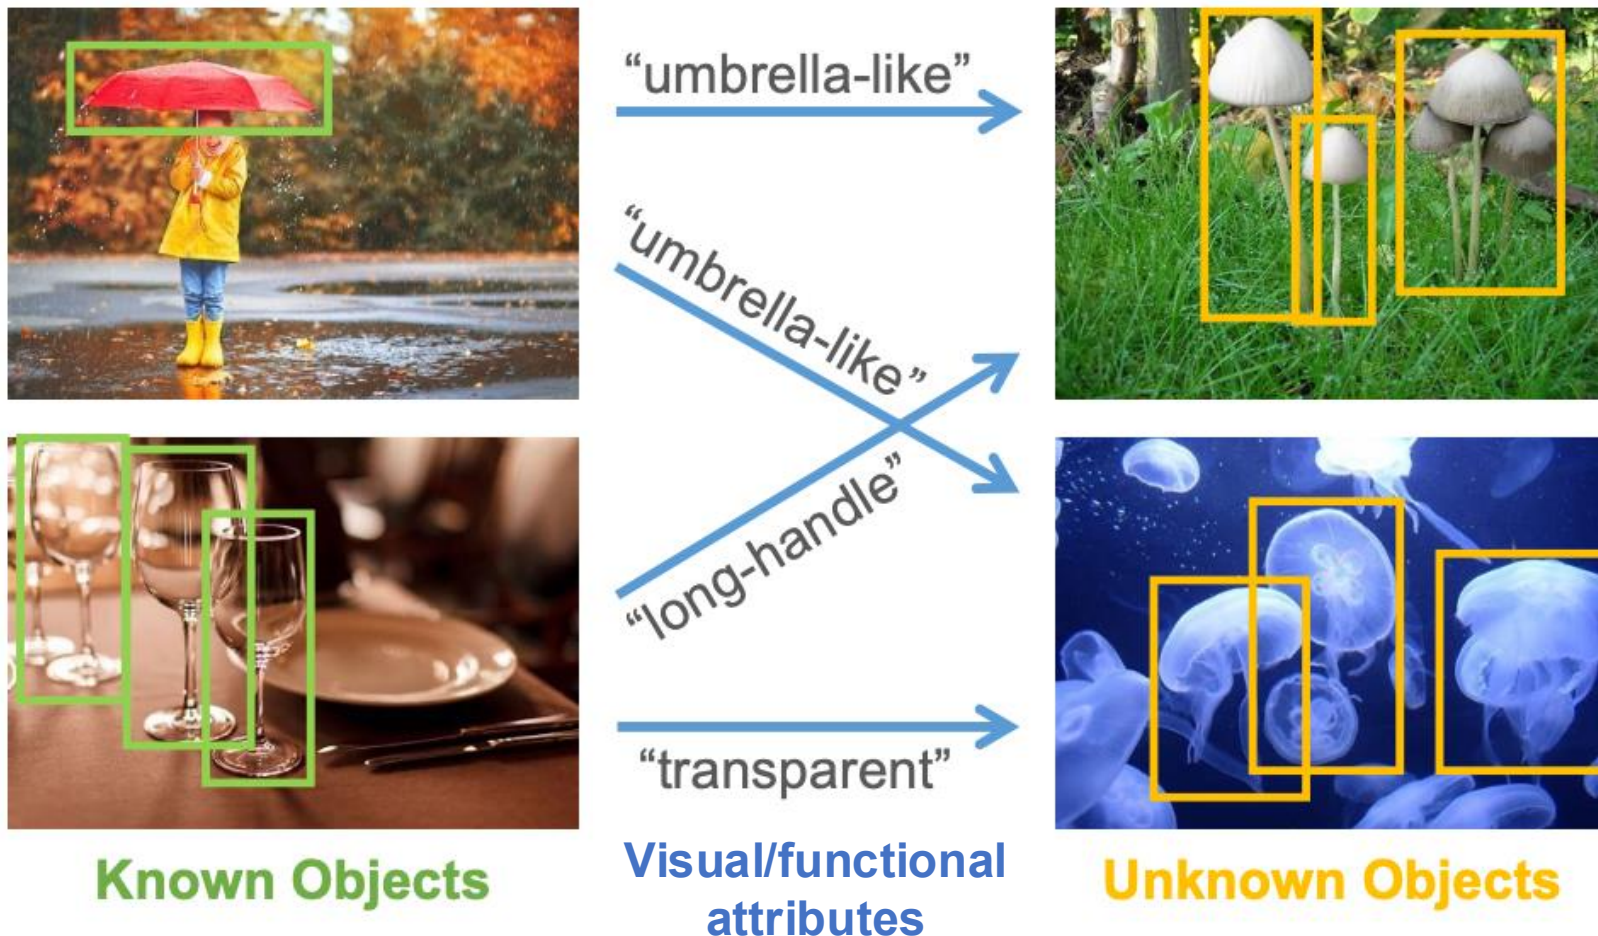 “umbrella-like”
“umbrella-like”
“long-handle”
“transparent”
Known Objects
Visual/functional
attributes
Unknown Objects